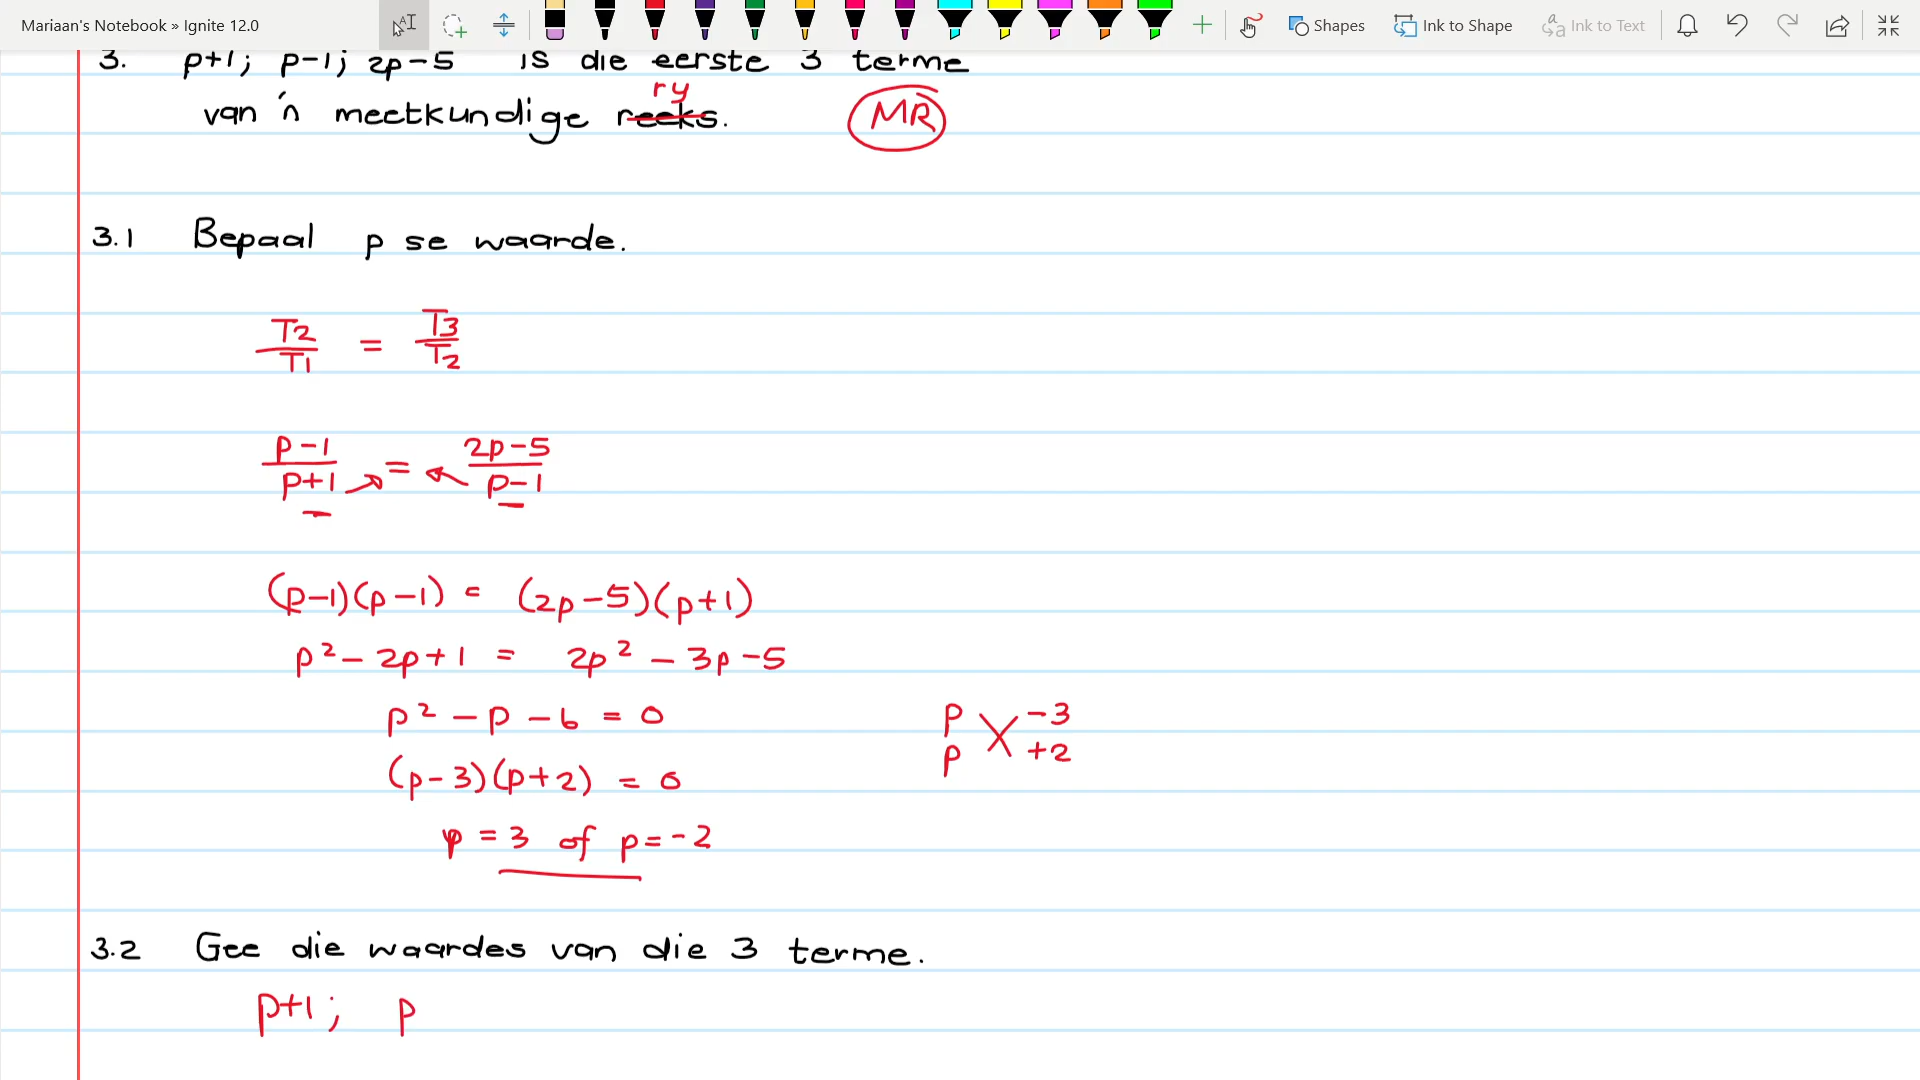 Mariaan's Notebook » Ignite 12.0 Shapes Ink to Shape Ink to Text
3. p+1; p-1; 2p-5 is die eerste 3 terme
ry
van 'n meetkundige reeks. MR
3.1 Bepaal p se waarde.
T2/T1 = T3/T2
p-1/p+1 = 2p-5/p-1
(p-1)(p-1) = (2p-5)(p+1)
p² - 2p+1 = 2p² - 3p - 5
p² - p - 6 = 0 p -3
p +2
(p-3)(p+2) = 0
p = 3 of p = -2
3.2 Gee die waardes van die 3 terme.
p+1; p